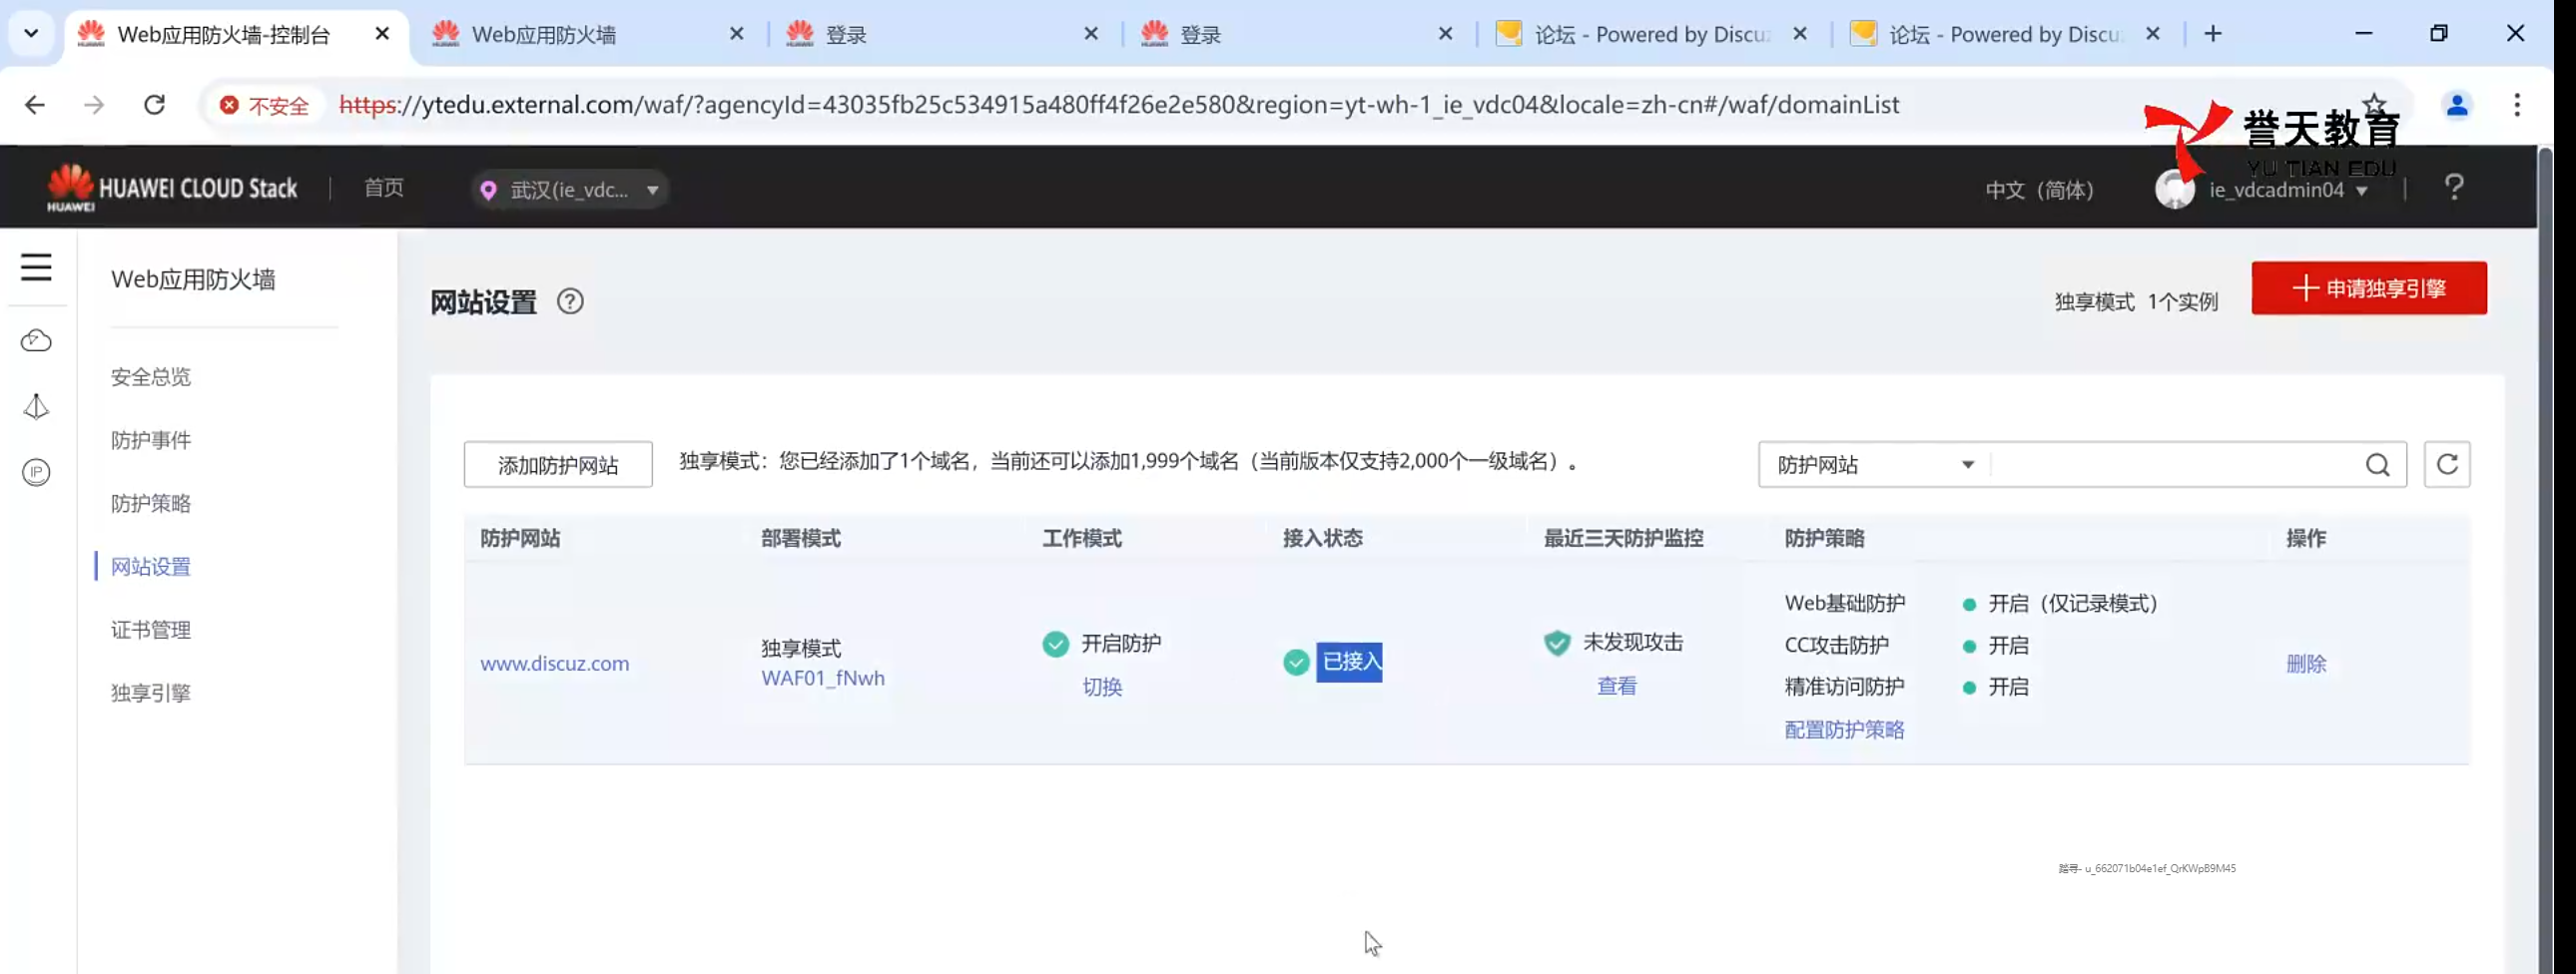 Web应用防火墙-控制台
Web应用防火墙
登录
登录
论坛 - Powered by Discu
论坛 - Powered by Discu
不安全
https://ytedu.external.com/waf/?agencyId=43035fb25c534915a480ff4f26e2e580&region=yt-wh-1_ie_vdc04&locale=zh-cn#/waf/domainList
誉天教育
YU TIAN EDU
HUAWEI
HUAWEI CLOUD Stack
首页
武汉(ie_vdc...
中文（简体）
ie_vdcadmin04
?
Web应用防火墙
安全总览
防护事件
防护策略
网站设置
证书管理
独享引擎
IP
网站设置
?
独享模式 1个实例
申请独享引擎
添加防护网站
独享模式：您已经添加了1个域名，当前还可以添加1,999个域名（当前版本仅支持2,000个一级域名）。
防护网站
防护网站 部署模式 工作模式 接入状态 最近三天防护监控 防护策略 操作
www.discuz.com
独享模式
WAF01_fNwh
开启防护
切换
已接入
未发现攻击
查看
Web基础防护 开启（仅记录模式）
CC攻击防护 开启
精准访问防护 开启
配置防护策略
删除
u_662071b04e1ef_QrKWpB9M45